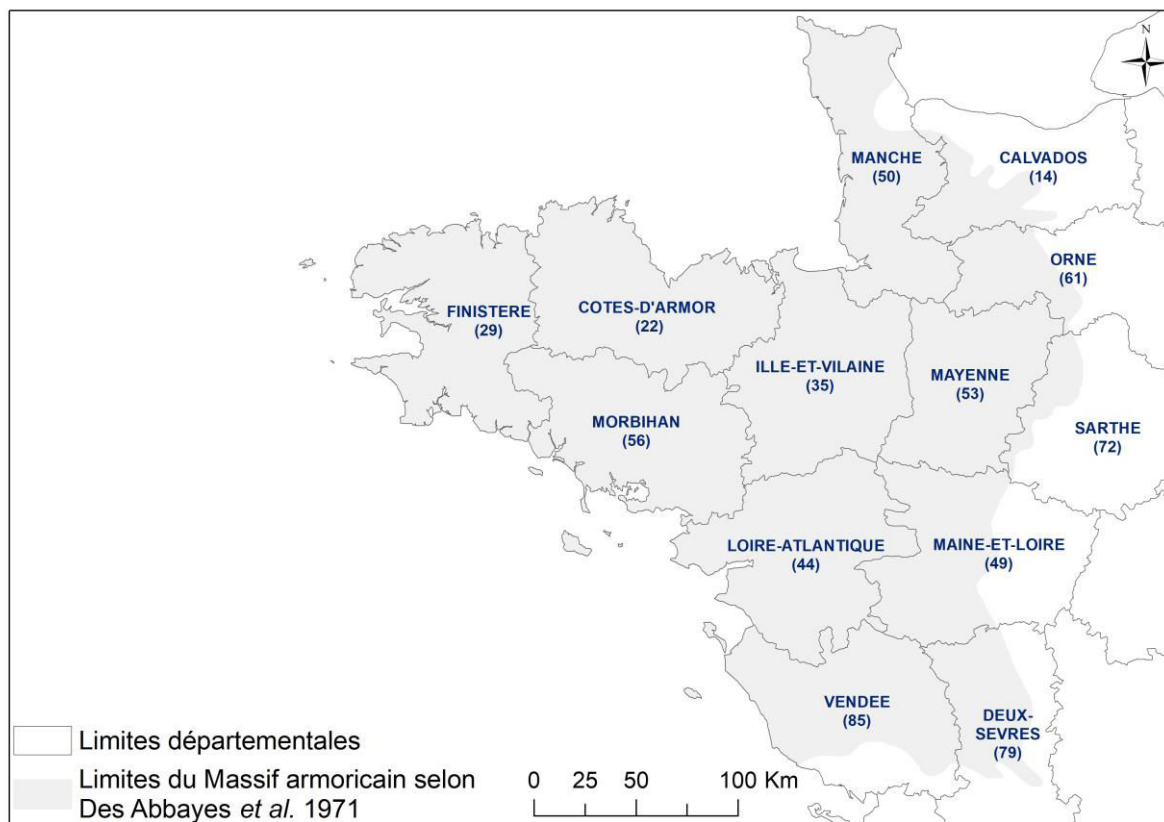 N
MANCHE
(50)
CALVADOS
(14)
ORNE
(61)
FINISTERE
(29)
COTES-D'ARMOR
(22)
ILLE-ET-VILAINE
(35)
MAYENNE
(53)
SARTHE
(72)
MORBIHAN
(56)
LOIRE-ATLANTIQUE
(44)
MAINE-ET-LOIRE
(49)
VENDEE
(85)
DEUX-
SEVRES
(79)
Limites départementales
Limites du Massif armoricain selon
Des Abbayes et al. 1971
0 25 50 100 Km